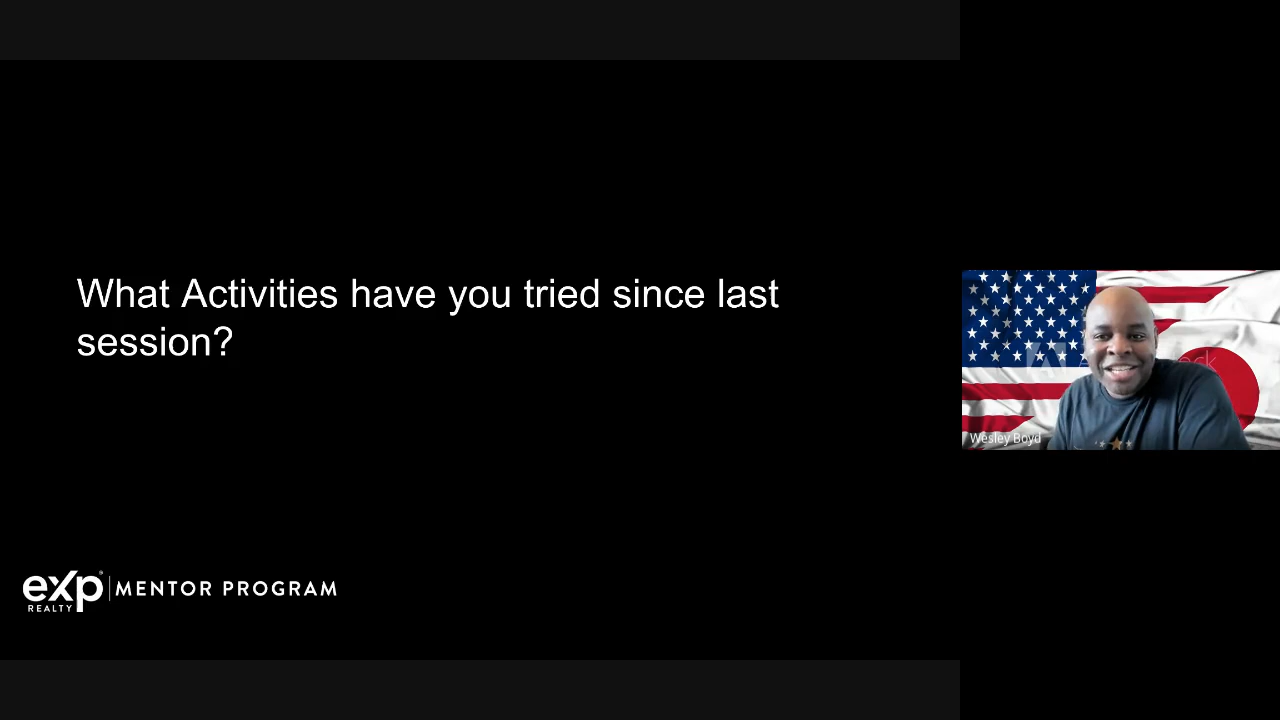 What Activities have you tried since last
session?
Wesley Boyd
eXp®
REALTY
MENTOR PROGRAM